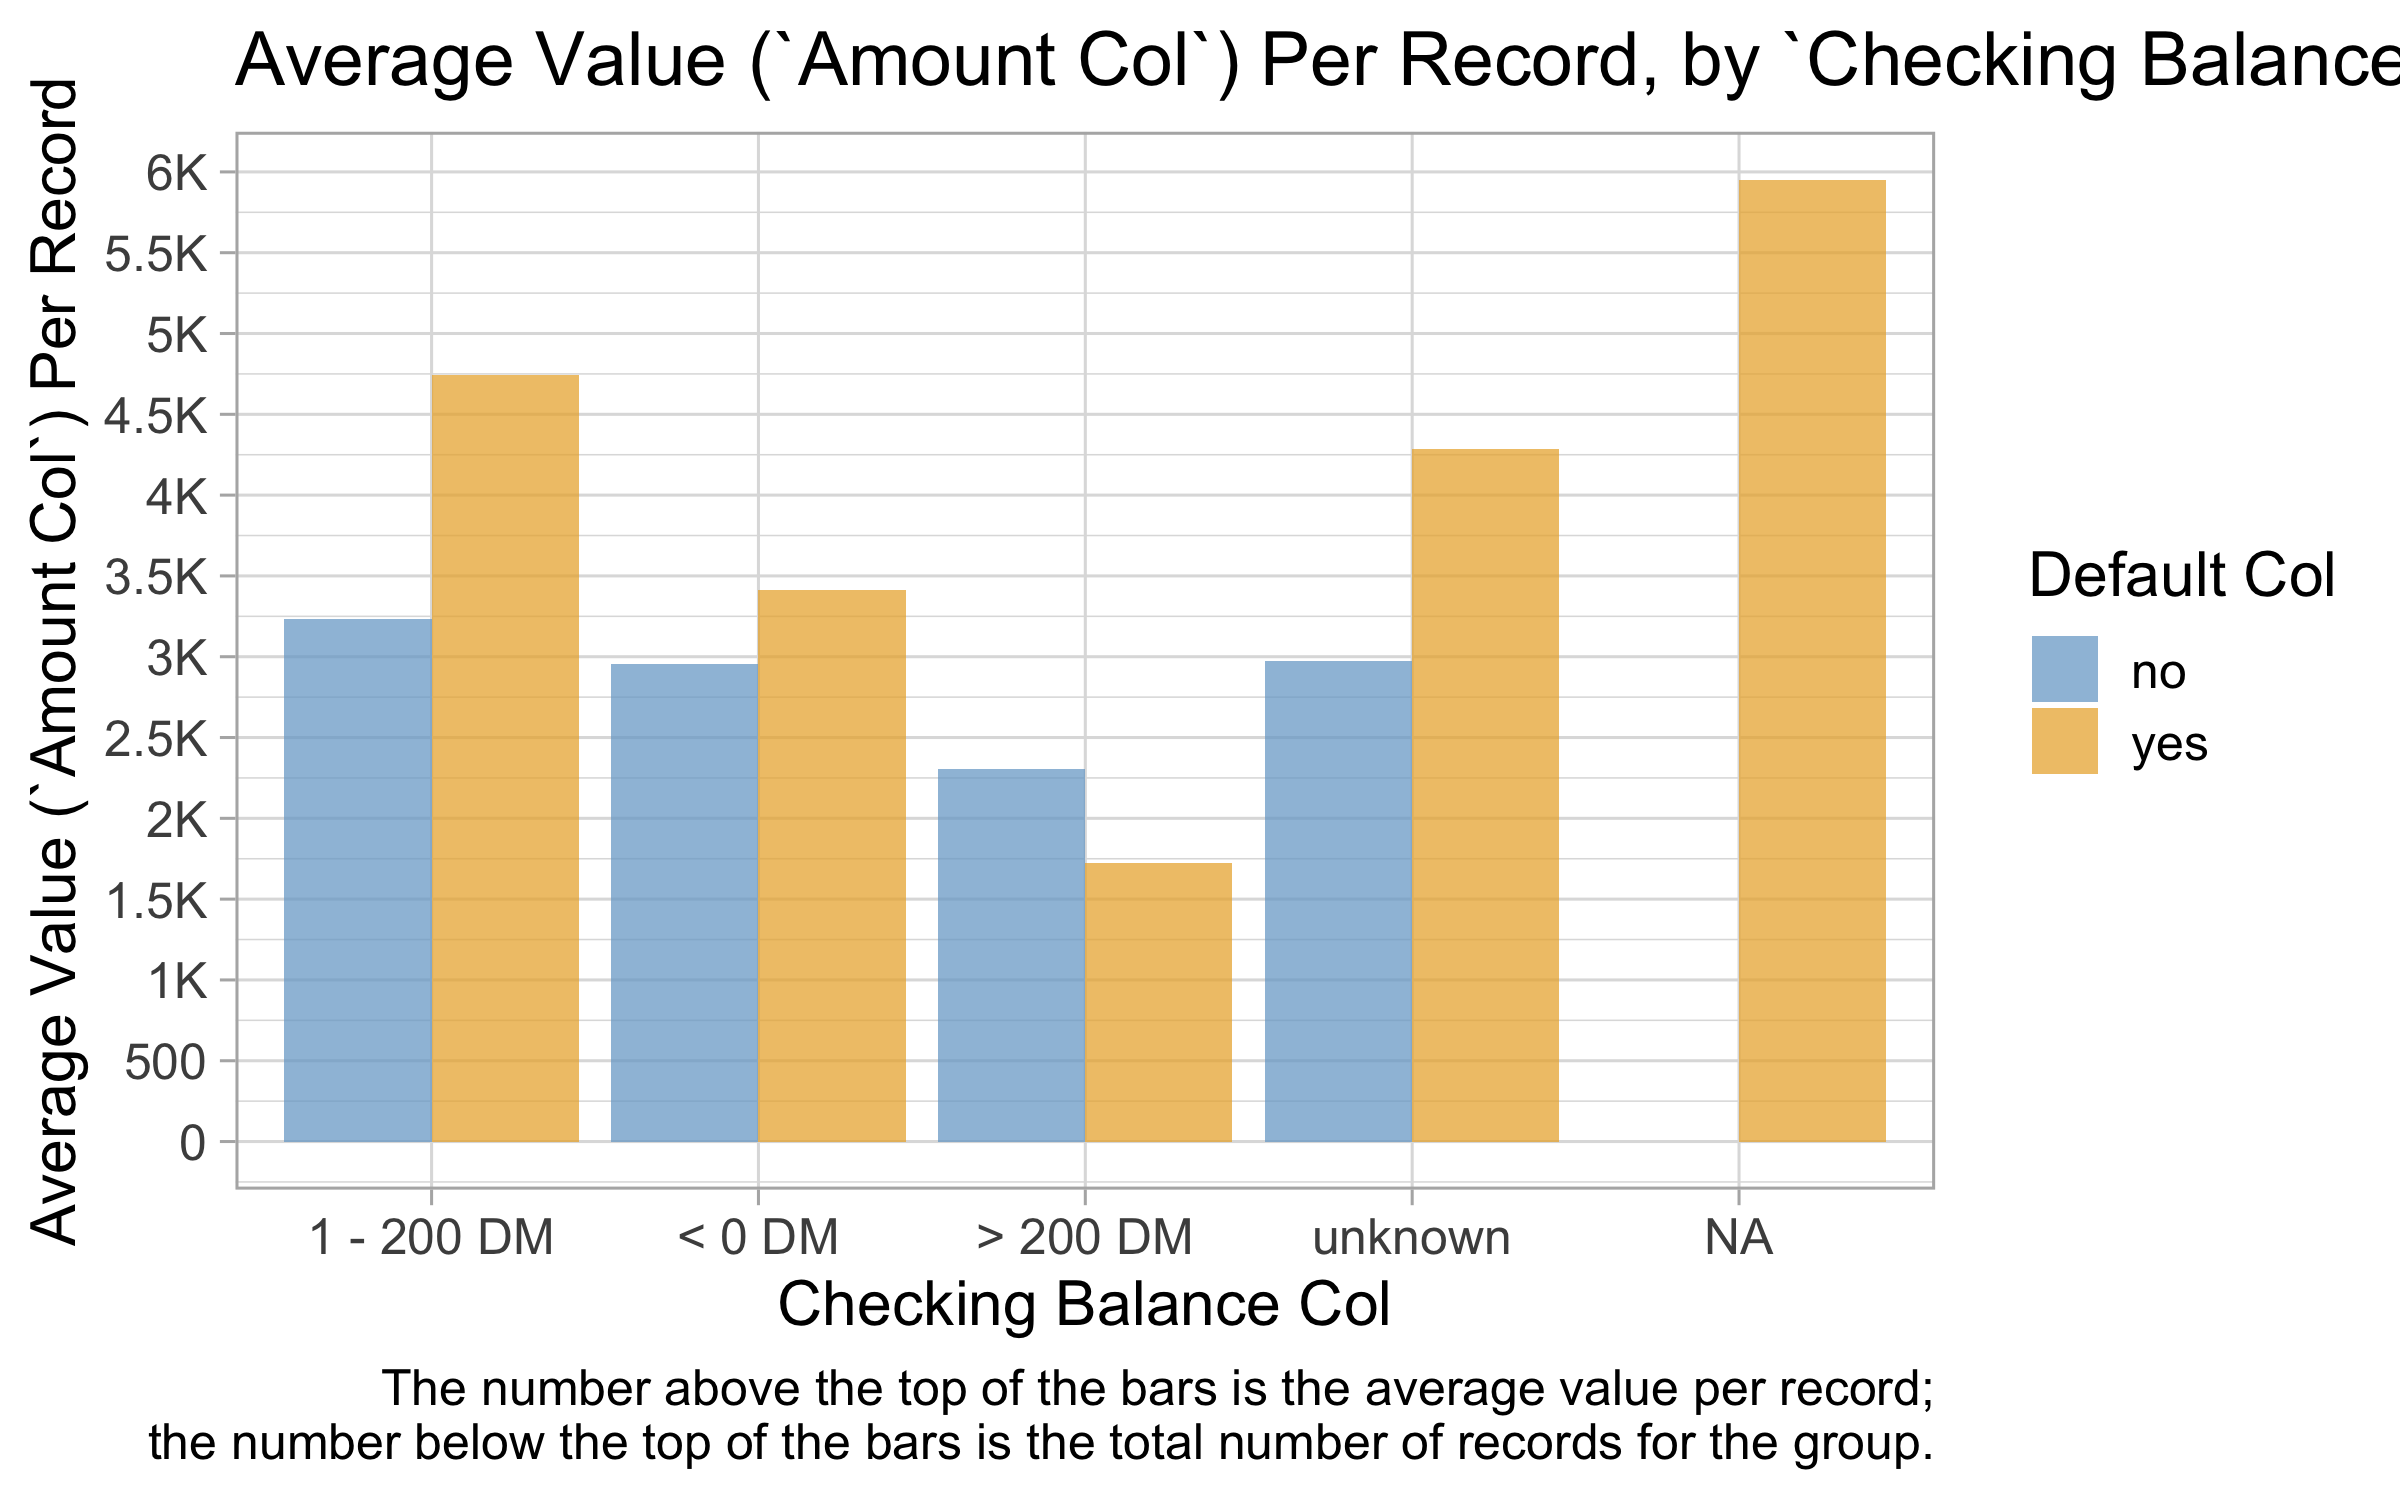 Average Value (`Amount Col`) Per Record, by `Checking Balance
Average Value (`Amount Col`) Per Record
6K
5.5K
5K
4.5K
4K
3.5K
3K
2.5K
2K
1.5K
1K
500
0
1 - 200 DM
< 0 DM
> 200 DM
unknown
NA
Checking Balance Col
Default Col
no
yes
The number above the top of the bars is the average value per record;
the number below the top of the bars is the total number of records for the group.